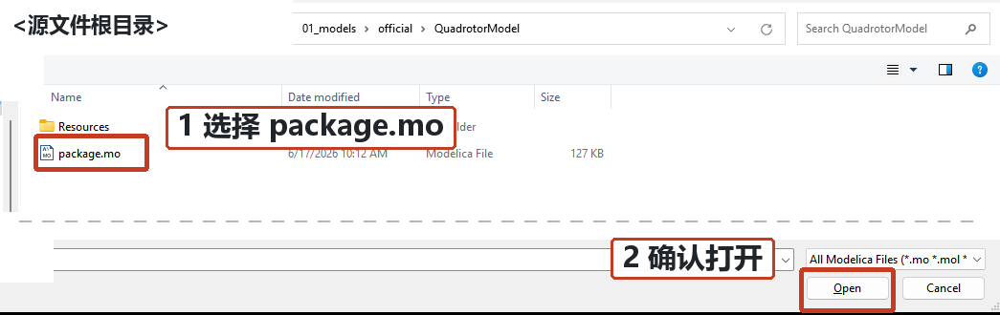 <源文件根目录>
01_models > official > QuadrotorModel
Search QuadrotorModel
Name Date modified Type Size
Resources
1 选择 package.mo
package.mo 6/17/2026 10:12 AM Modelica File 127 KB
2 确认打开
All Modelica Files (*.mo *.mol *
Open Cancel